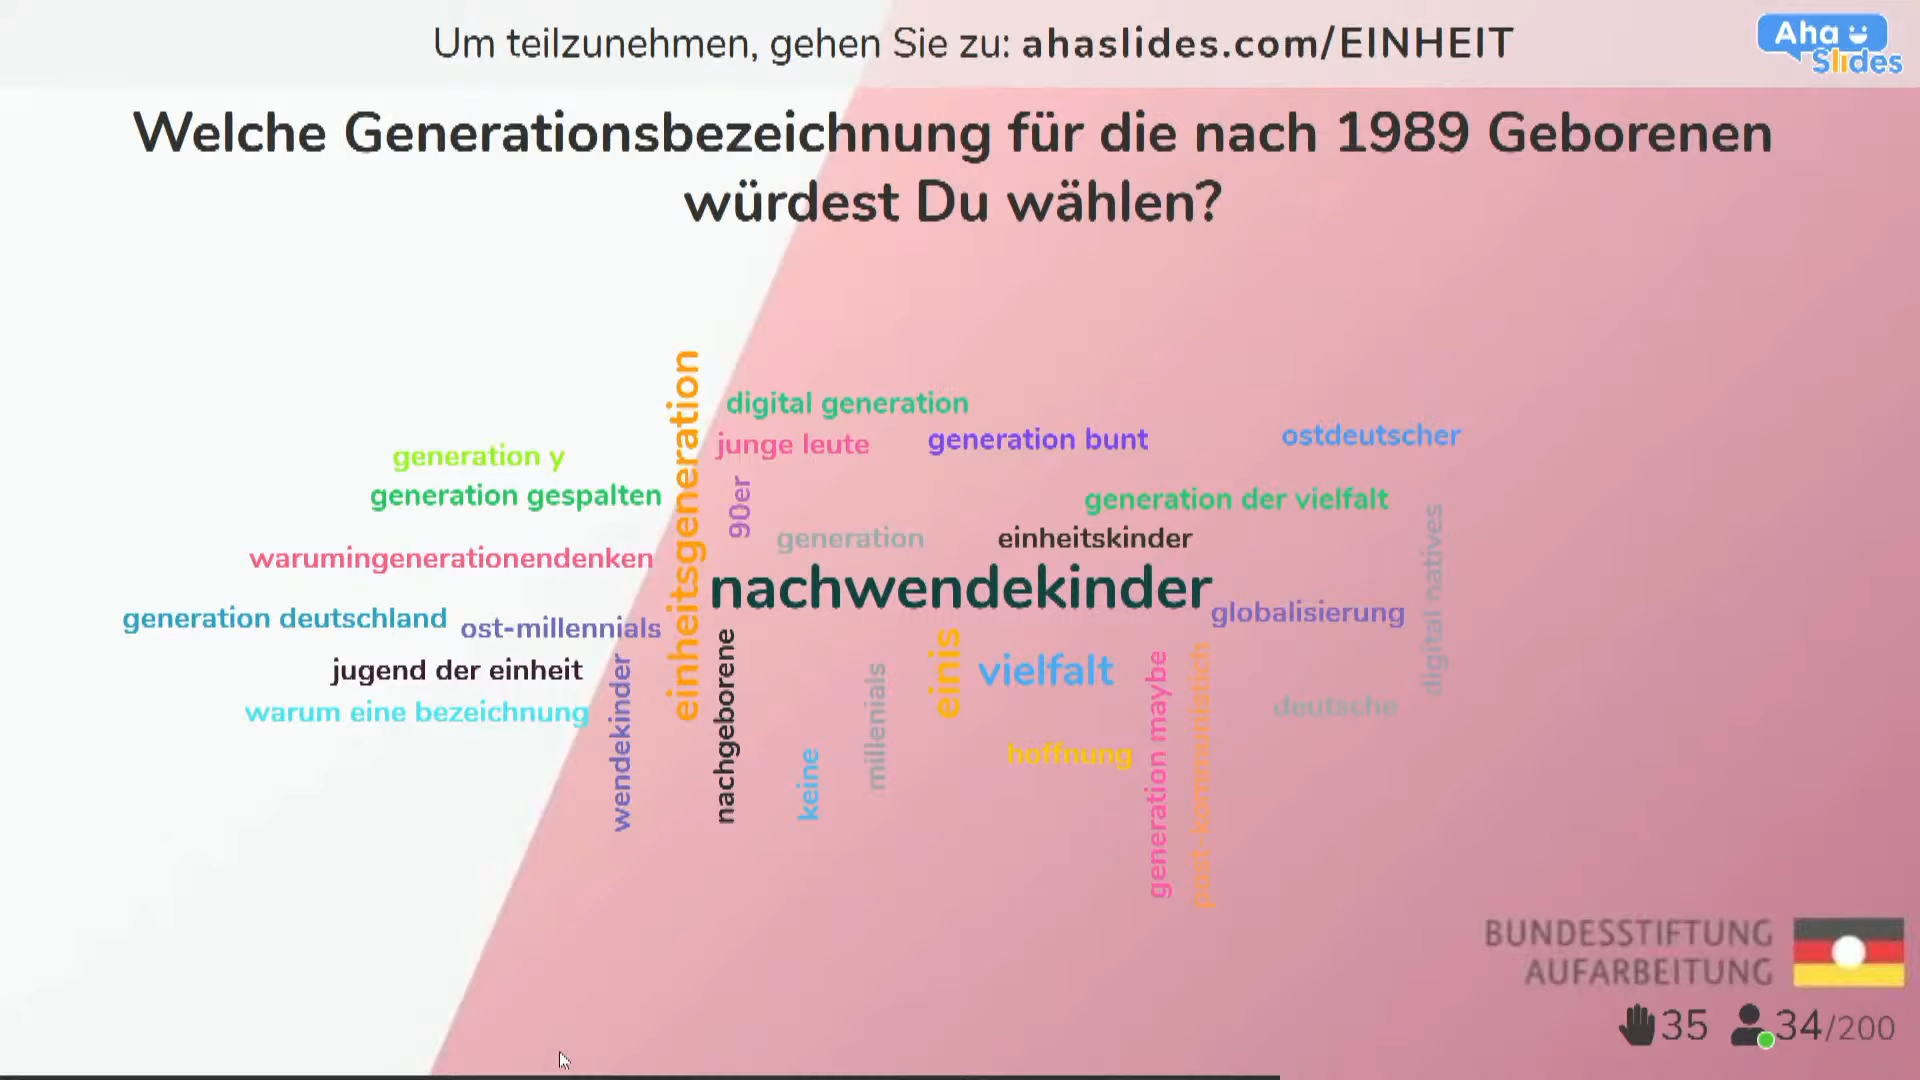 Um teilzunehmen, gehen Sie zu: ahaslides.com/EINHEIT
Aha
Slides
Welche Generationsbezeichnung für die nach 1989 Geborenen
würdest Du wählen?
einheitsgeneration
digital generation
junge leute
generation bunt
ostdeutscher
generation y
generation gespalten
90er
generation der vielfalt
digital natives
generation
einheitskinder
warumingenerationendenken
nachwendekinder
globalisierung
generation deutschland
ost-millennials
jugend der einheit
warum eine bezeichnung
wendekinder
nachgeborene
keine
millenials
einis
vielfalt
hoffnung
generation maybe
post-kommunistich
deutsche
BUNDESSTIFTUNG
AUFARBEITUNG
35
34/200